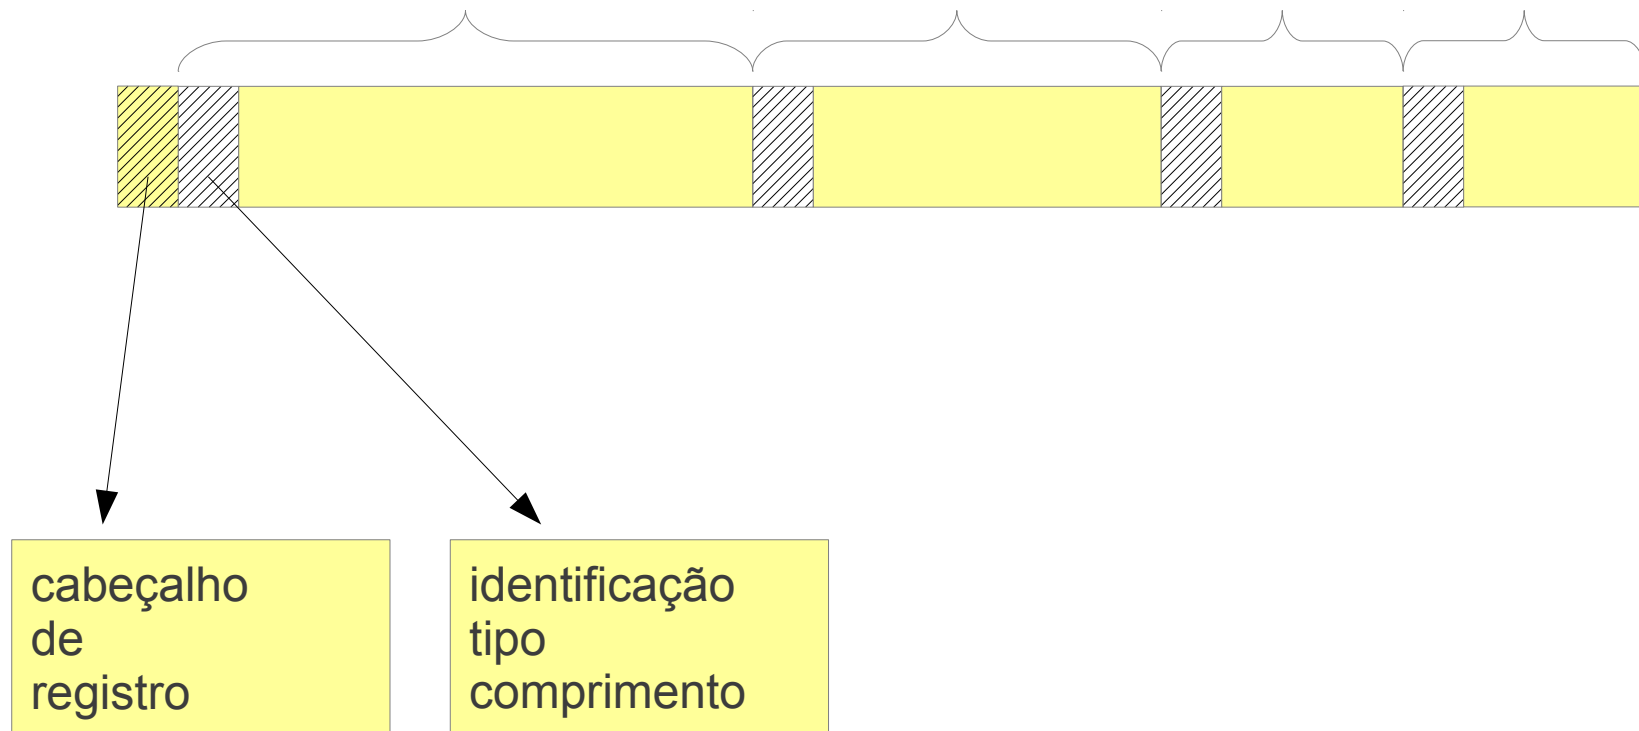 cabeçalho
de
registro
identificação
tipo
comprimento